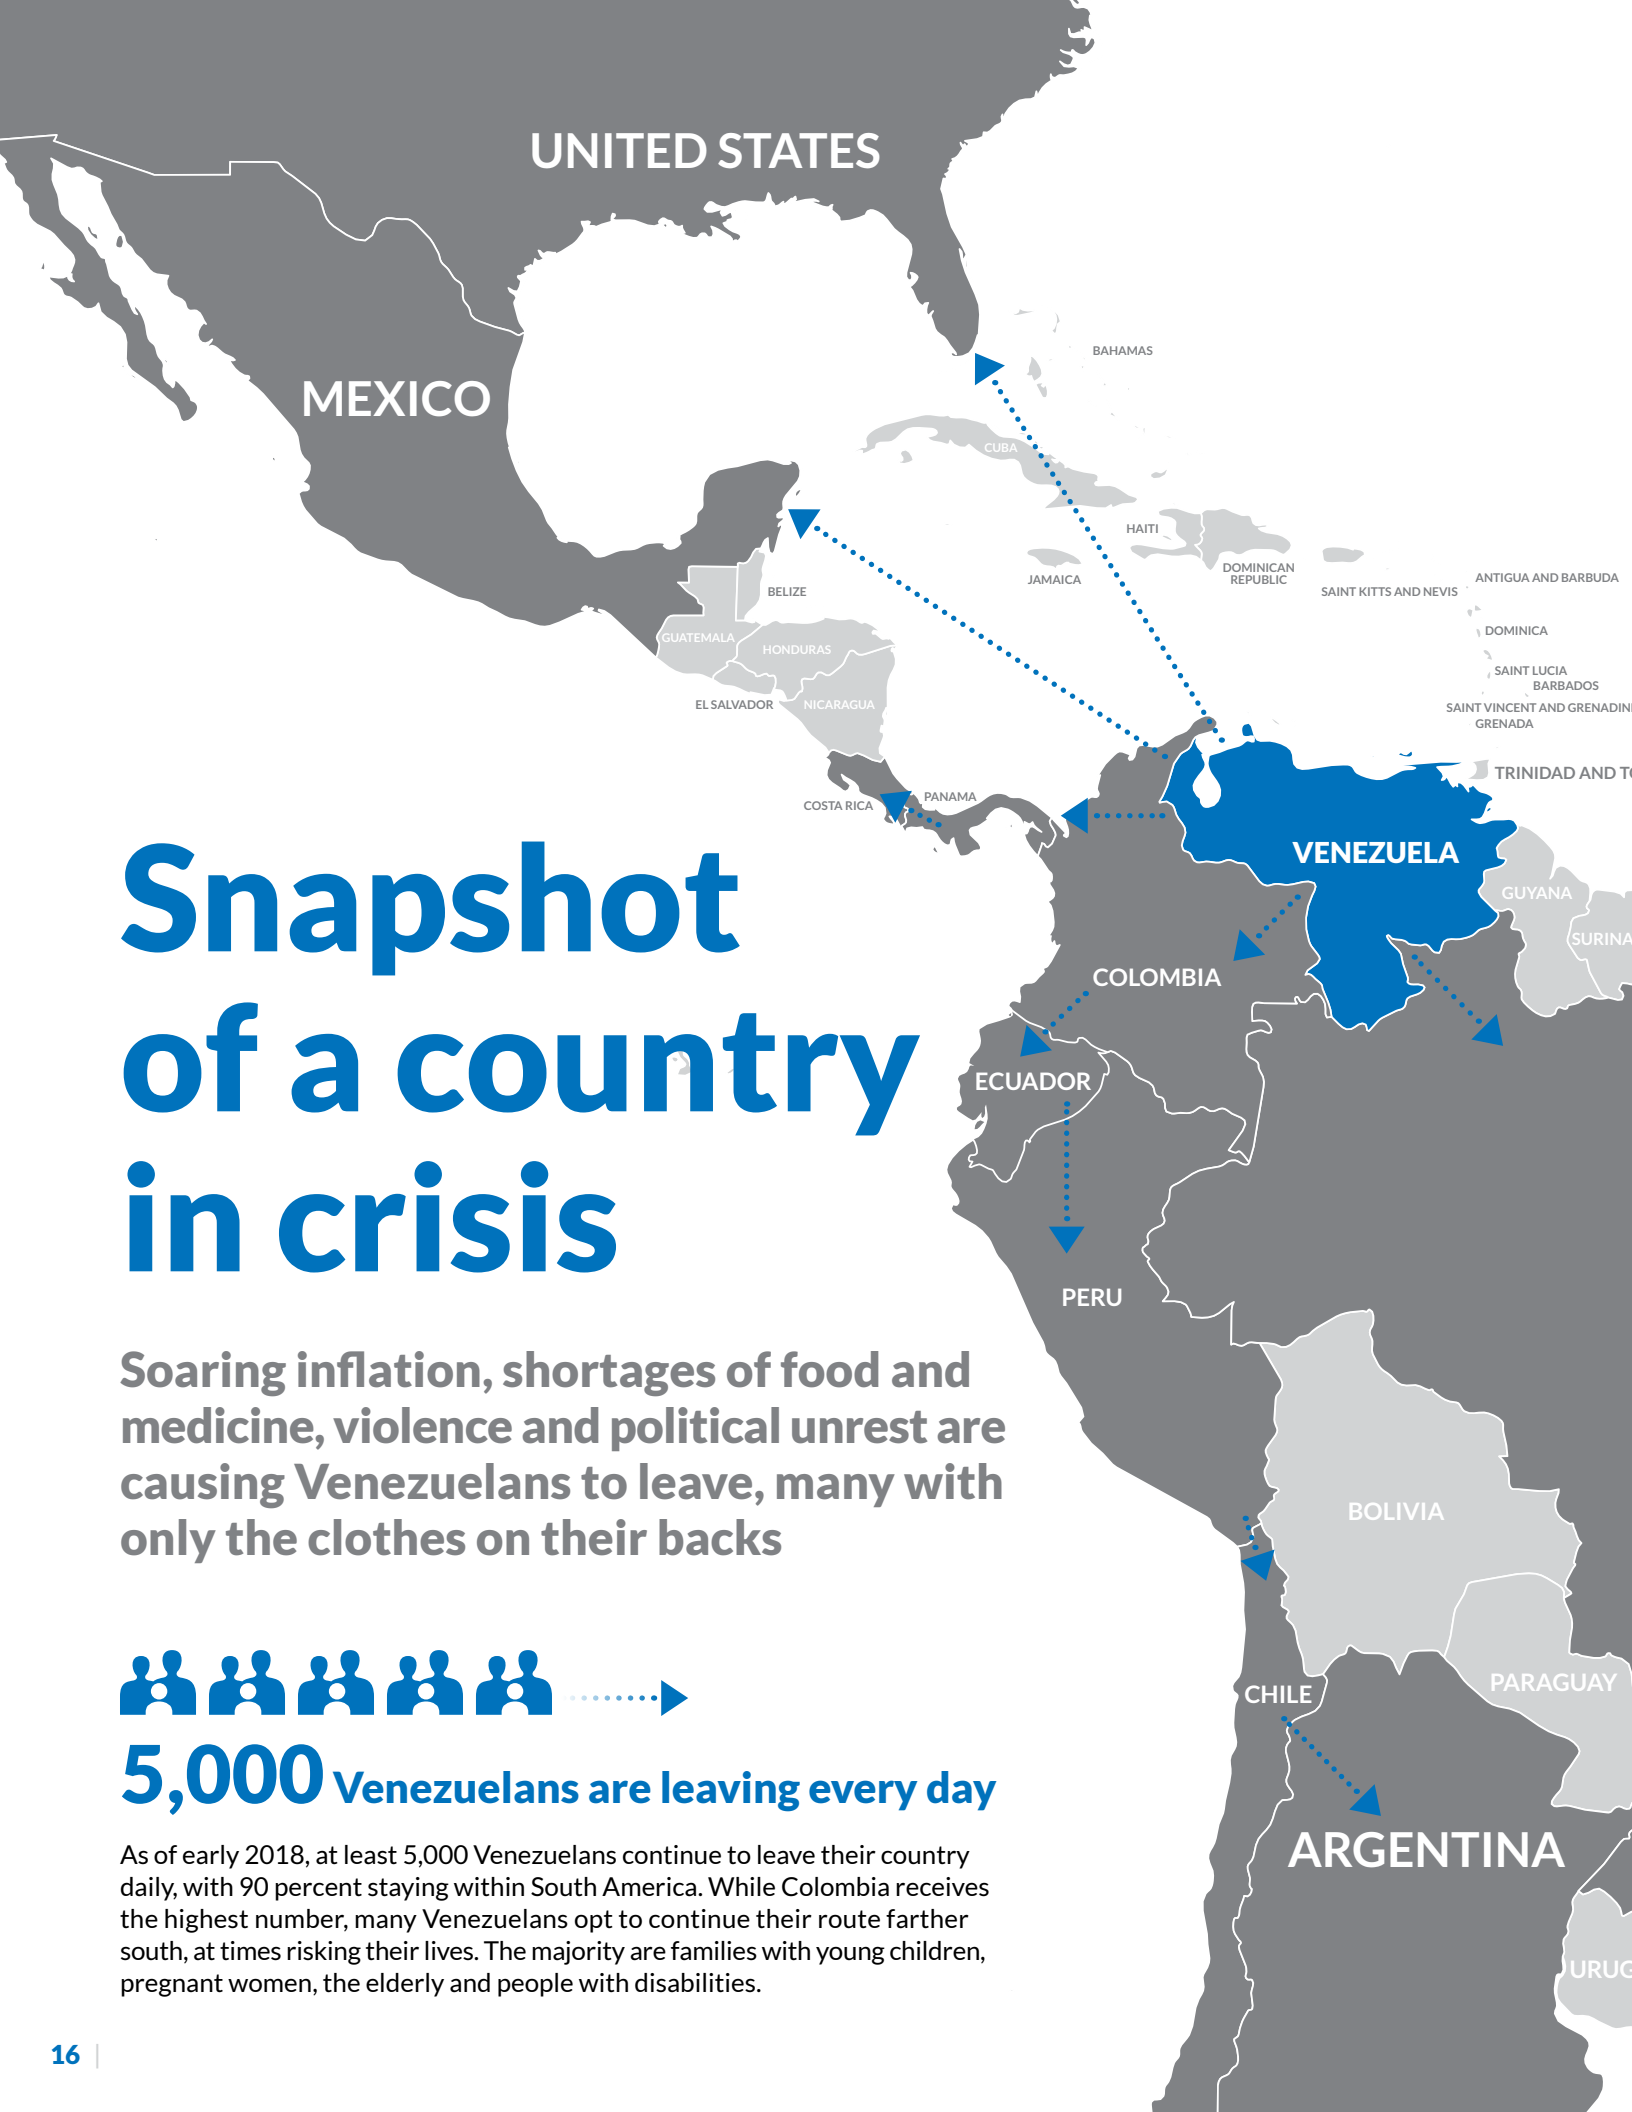 UNITED STATES
MEXICO
BAHAMAS
CUBA
HAITI
JAMAICA
DOMINICAN
REPUBLIC
SAINT KITTS AND NEVIS
ANTIGUA AND BARBUDA
BELIZE
GUATEMALA
HONDURAS
DOMINICA
SAINT LUCIA
BARBADOS
EL SALVADOR
NICARAGUA
SAINT VINCENT AND GRENADIN
GRENADA
TRINIDAD AND TO
COSTA RICA
PANAMA
VENEZUELA
GUYANA
SURINA
COLOMBIA
ECUADOR
PERU
BOLIVIA
PARAGUAY
CHILE
ARGENTINA
URUG
Snapshot
of a country
in crisis
Soaring inflation, shortages of food and
medicine, violence and political unrest are
causing Venezuelans to leave, many with
only the clothes on their backs
5,000 Venezuelans are leaving every day
As of early 2018, at least 5,000 Venezuelans continue to leave their country
daily, with 90 percent staying within South America. While Colombia receives
the highest number, many Venezuelans opt to continue their route farther
south, at times risking their lives. The majority are families with young children,
pregnant women, the elderly and people with disabilities.
16 |